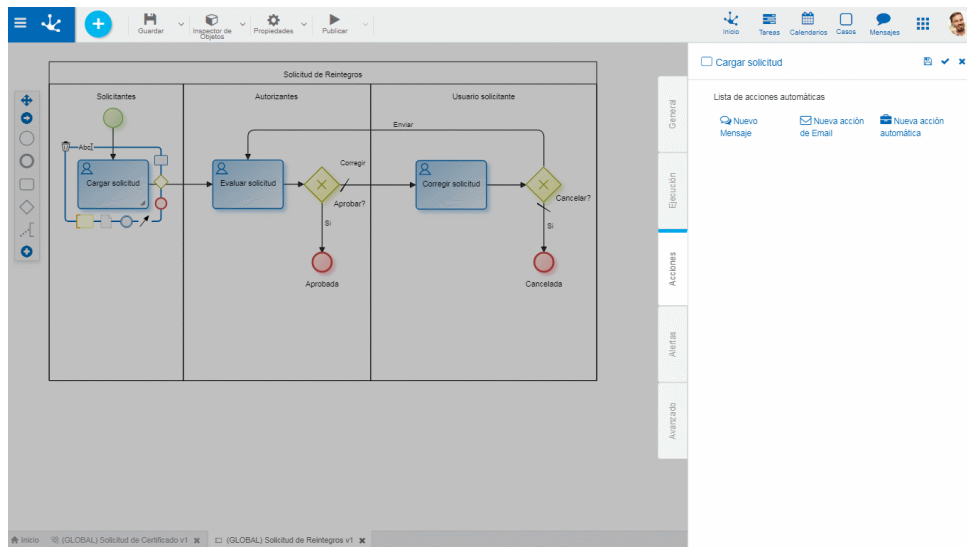 Guardar
Inspector de
Objetos
Propiedades
Publicar
Inicio
Tareas
Calendarios
Casos
Mensajes
Solicitud de Reintegros
Solicitantes
Autorizantes
Usuario solicitante
Enviar
Abc
Corregir
Cargar solicitud
Evaluar solicitud
Corregir solicitud
Aprobar?
Cancelar?
Si
Si
Aprobada
Cancelada
General
Ejecución
Acciones
Alertas
Avanzado
Cargar solicitud
Lista de acciones automáticas
Nuevo
Mensaje
Nueva acción
de Email
Nueva acción
automática
Inicio
(GLOBAL) Solicitud de Certificado v1
(GLOBAL) Solicitud de Reintegros v1